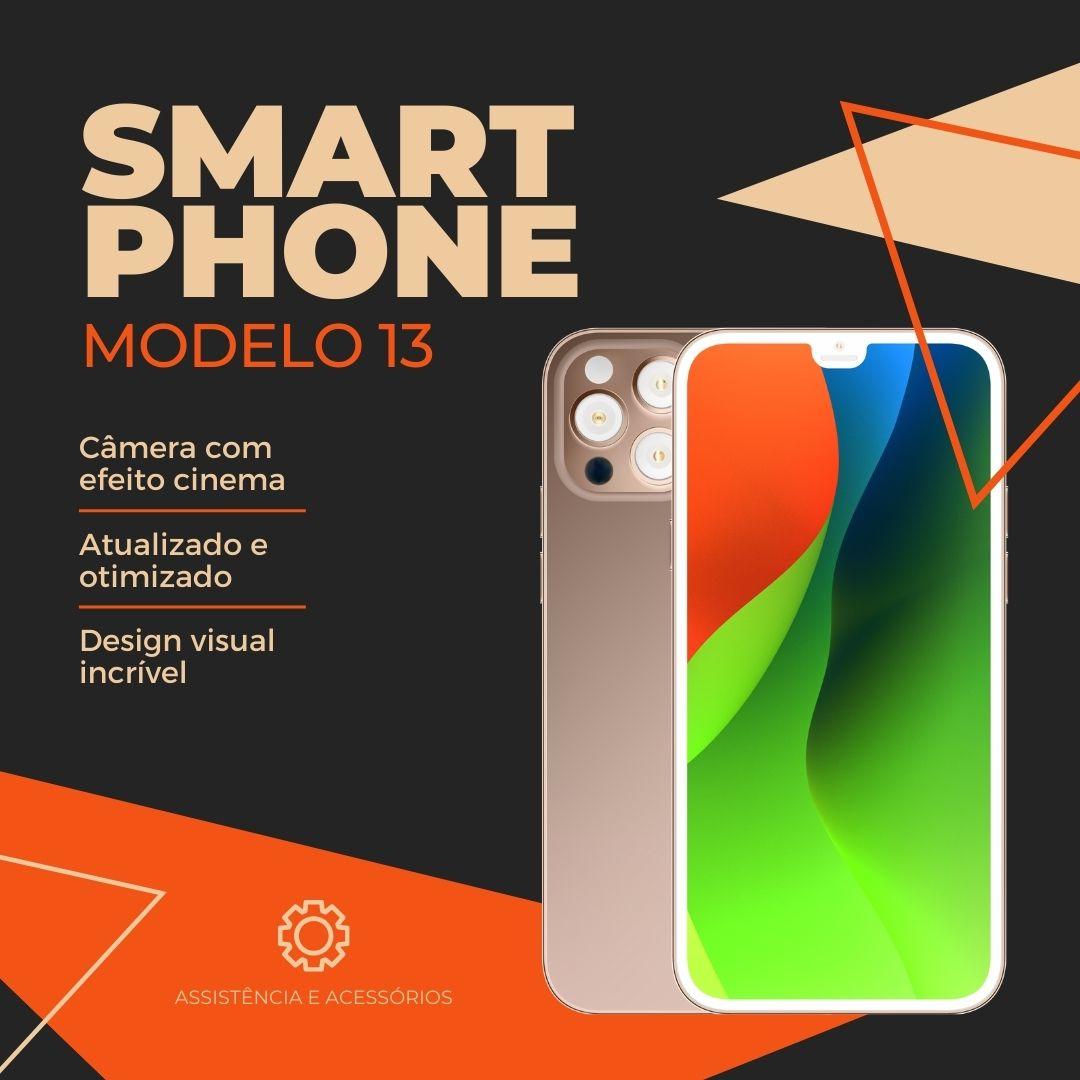 SMART
PHONE
MODELO 13
Câmera com
efeito cinema
Atualizado e
otimizado
Design visual
incrível
ASSISTÊNCIA E ACESSÓRIOS